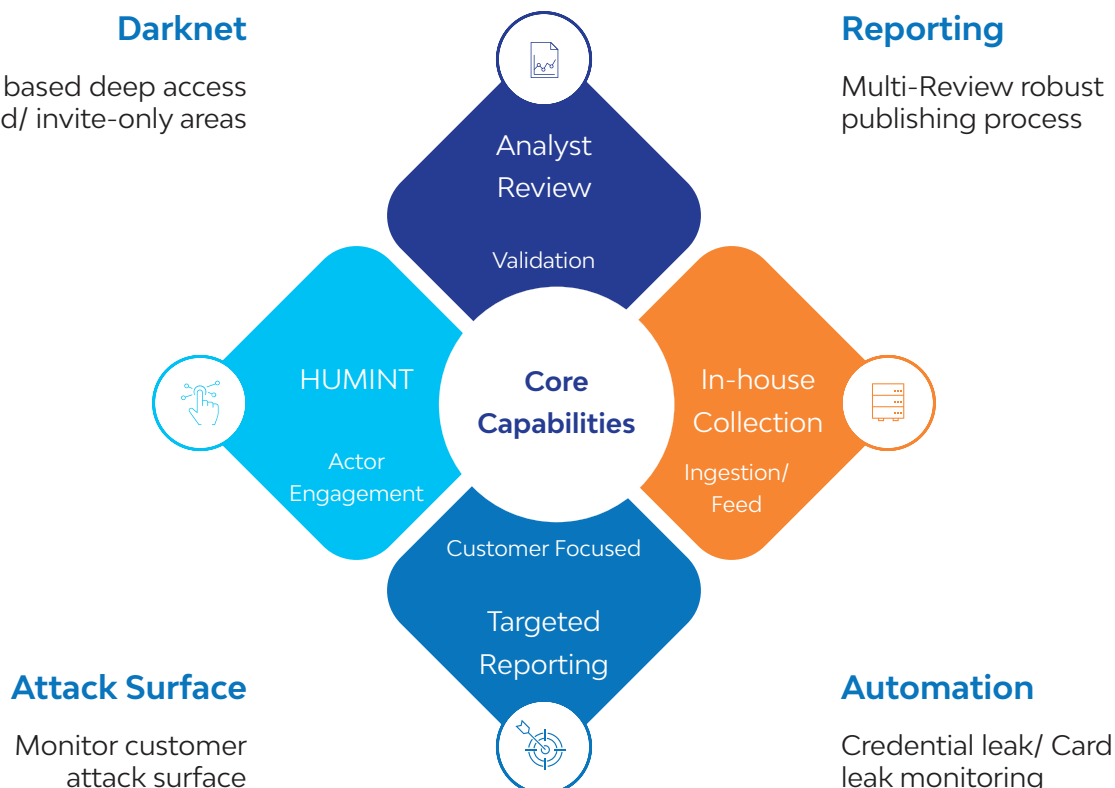 Darknet
based deep access
d/ invite-only areas
Reporting
Multi-Review robust
publishing process
Analyst
Review
Validation
HUMINT
Actor
Engagement
Core
Capabilities
In-house
Collection
Ingestion/
Feed
Customer Focused
Targeted
Reporting
Attack Surface
Monitor customer
attack surface
Automation
Credential leak/ Card
leak monitoring